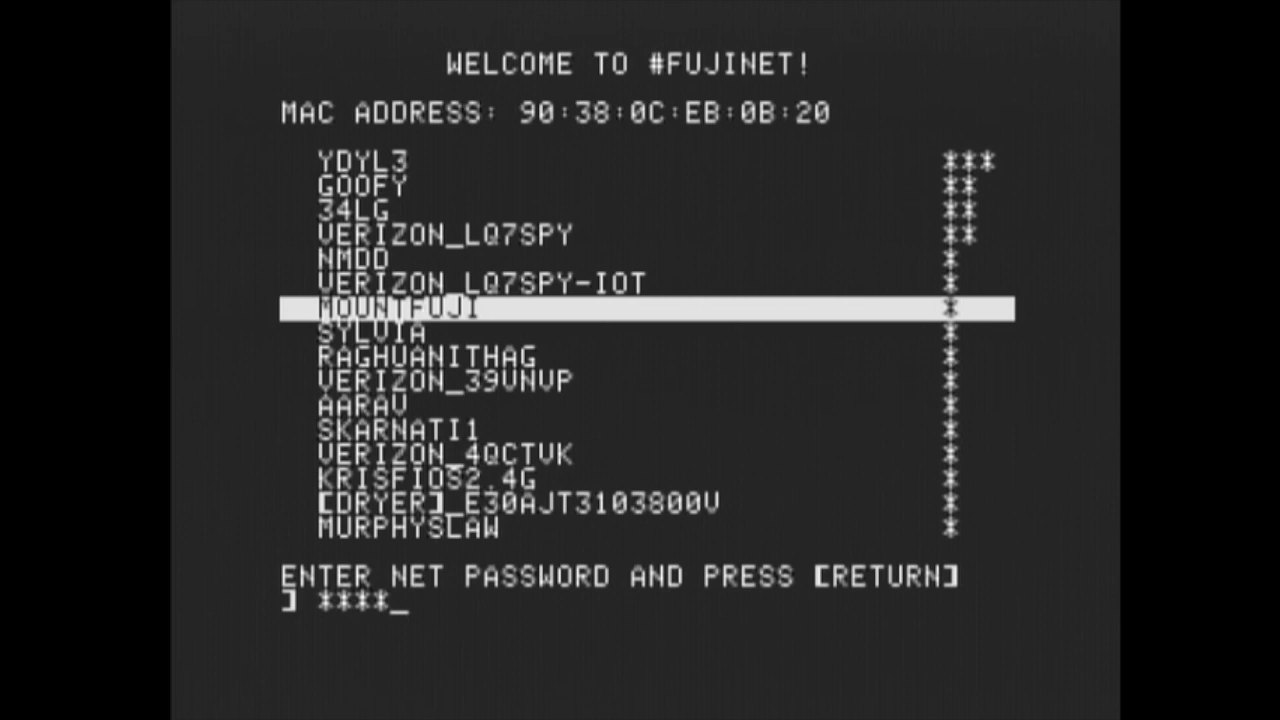 WELCOME TO #FUJINET!
MAC ADDRESS: 90:38:0C:EB:0B:20
YDYL3 ***
GOOFY **
34LG **
VERIZON_LQ7SPY **
NMDD *
VERIZON_LQ7SPY-IOT *
MOUNTFUJI *
SYLVIA *
RAGHUANITHAG *
VERIZON_39VNVP *
AARAV *
SKARNATI1 *
VERIZON_4QCTVK *
KRISFIOS2.4G *
[DRYER]_E30AJT3103800V *
MURPHYSLAW *
ENTER NET PASSWORD AND PRESS [RETURN]
] ****_